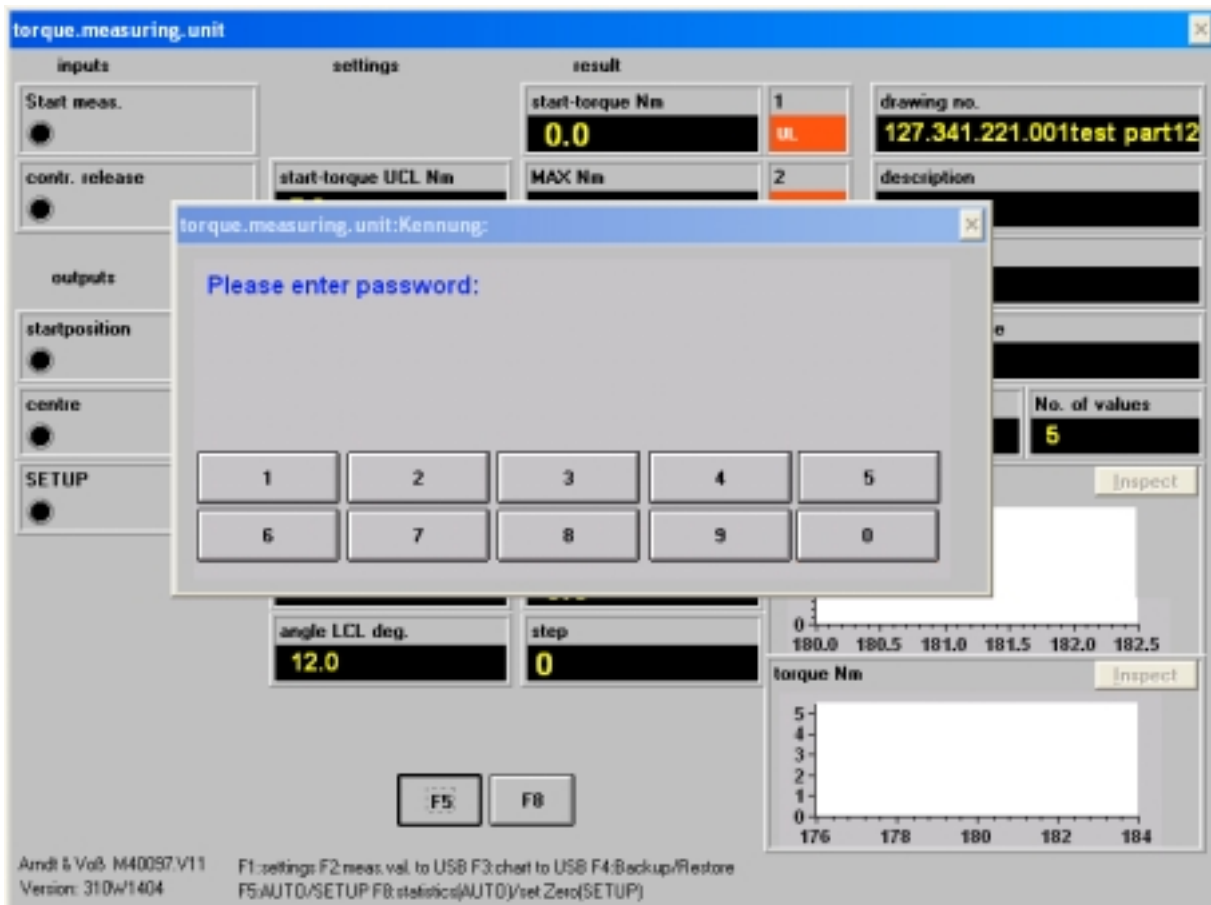 torque.measuring.unit
inputs settings result
Start meas.
start-torque Nm
0.0
1
UL
drawing no.
127.341.221.001test part12
contr. release
start-torque UCL Nm
MAX Nm
2
description
torque.measuring.unit:Kennung:
Please enter password:
1 2 3 4 5
6 7 8 9 0
outputs
startposition
centre
SETUP
No. of values
5
Inspect
0
180.0 180.5 181.0 181.5 182.0 182.5
angle LCL deg.
12.0
step
0
torque Nm
Inspect
5
4
3
2
1
0
176 178 180 182 184
F5 F8
Arndt & Voß M40097.V11
Version: 310W/1404
F1:settings F2:meas. val. to USB F3:chart to USB F4:Backup/Restore
F5:AUTO/SETUP F8:statistics(AUTO)/set Zero(SETUP)